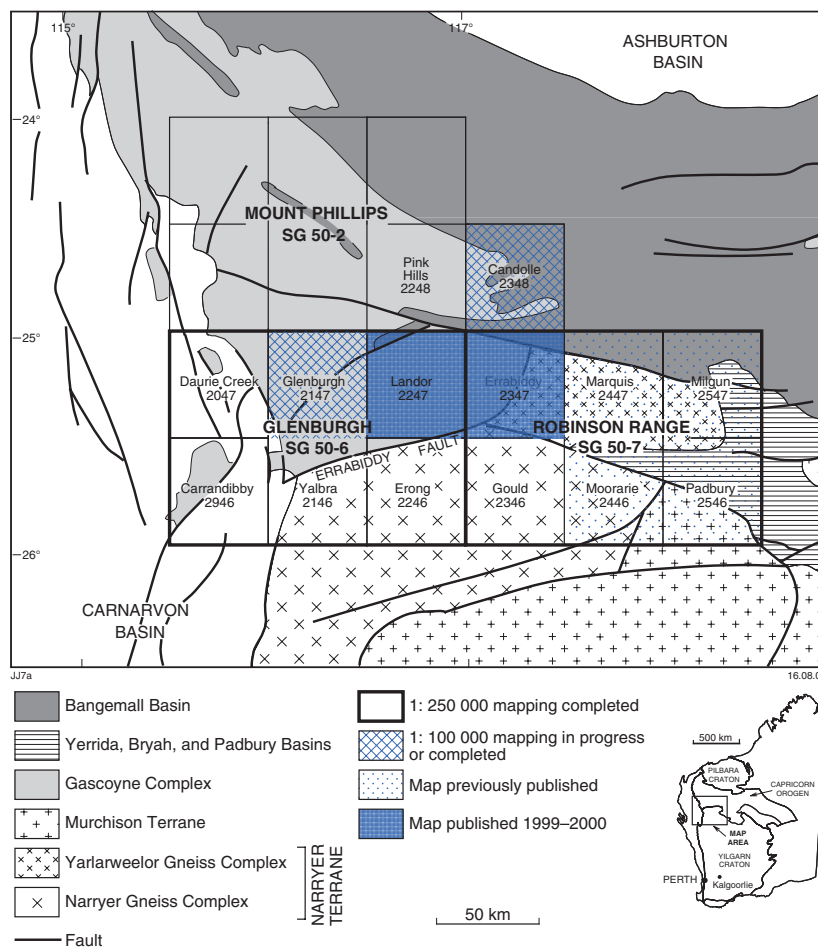 115°
117°
ASHBURTON
BASIN
24°
MOUNT PHILLIPS
SG 50-2
Pink
Hills
2248
Candolle
2348
25°
Daurie Creek
2047
Glenburgh
2147
Landor
2247
Errabiddy
2347
Marquis
2447
Milgun
2547
GLENBURGH
SG 50-6
ERRABIDDY FAULT
ROBINSON RANGE
SG 50-7
Carrandibby
2946
Yalbra
2146
Erong
2246
Gould
2346
Moorarie
2446
Padbury
2546
26°
CARNARVON
BASIN
JJ7a
16.08.0
Bangemall Basin
Yerrida, Bryah, and Padbury Basins
Gascoyne Complex
Murchison Terrane
Yarlarweelor Gneiss Complex
Narryer Gneiss Complex
NARRYER
TERRANE
Fault
1: 250 000 mapping completed
1: 100 000 mapping in progress
or completed
Map previously published
Map published 1999–2000
50 km
500 km
PILBARA
CRATON
CAPRICORN
OROGEN
MAP
AREA
YILGARN
CRATON
PERTH
Kalgoorlie